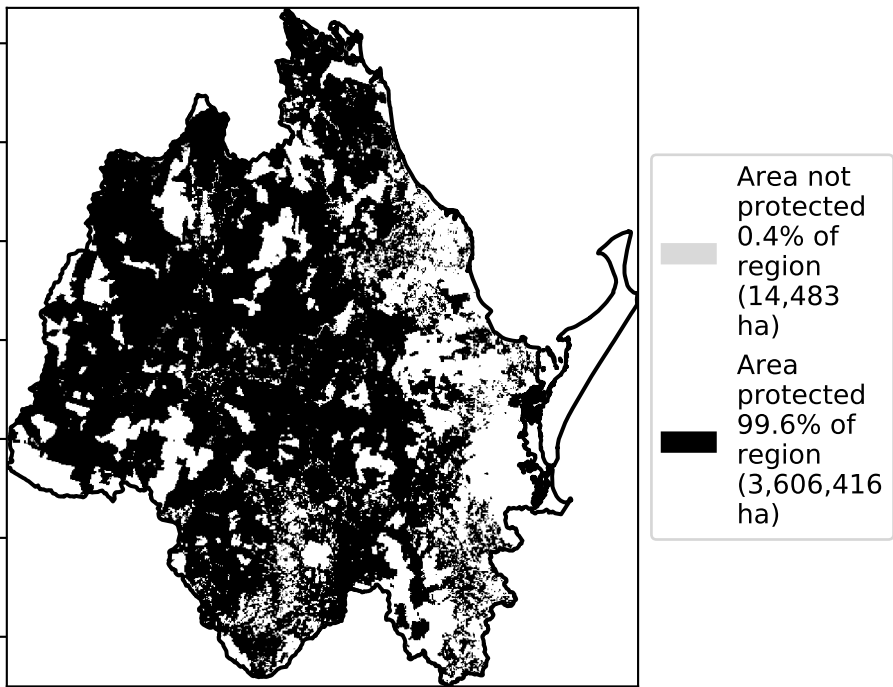 Area not
protected
0.4% of
region
(14,483
ha)
Area
protected
99.6% of
region
(3,606,416
ha)